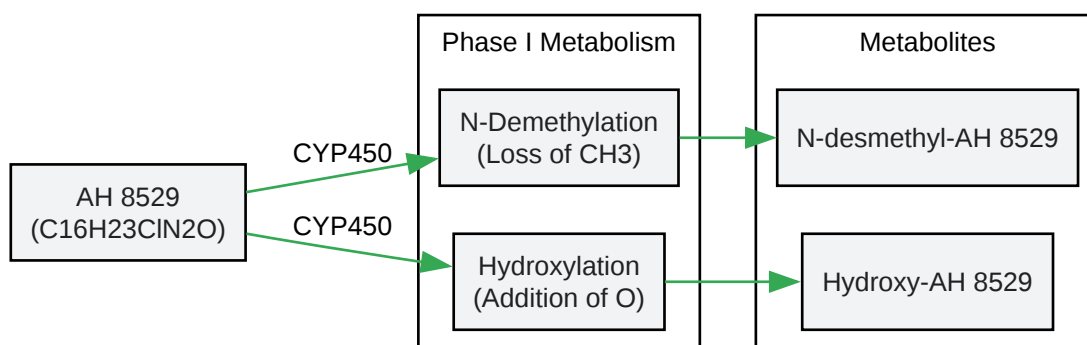 Phase I Metabolism
Metabolites
N-Demethylation
(Loss of CH3)
N-desmethyl-AH 8529
CYP450
AH 8529
(C16H23ClN2O)
CYP450
Hydroxylation
(Addition of O)
Hydroxy-AH 8529